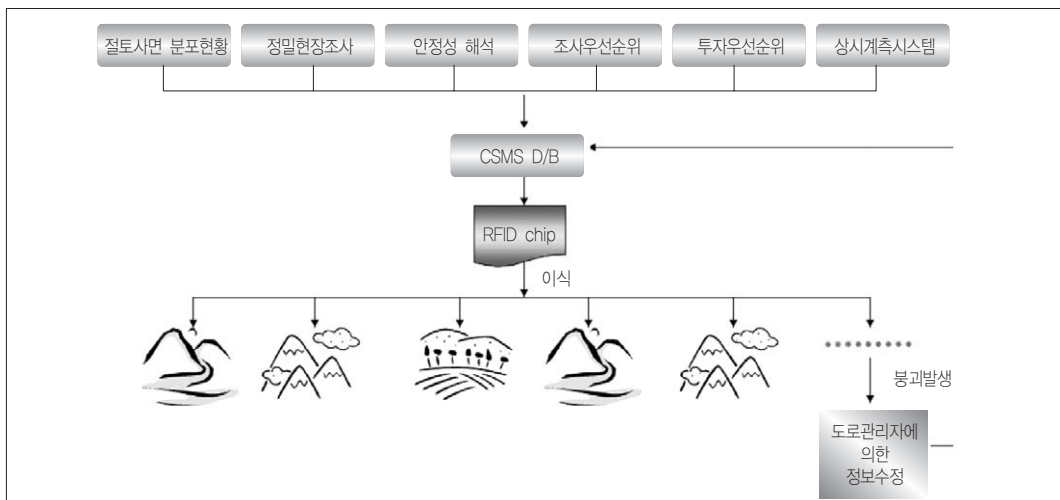 절토사면 분포현황
정밀현장조사
안정성 해석
조사우선순위
투자우선순위
상시계측시스템
CSMS D/B
RFID chip
이식
붕괴발생
도로관리자에
의한
정보수정